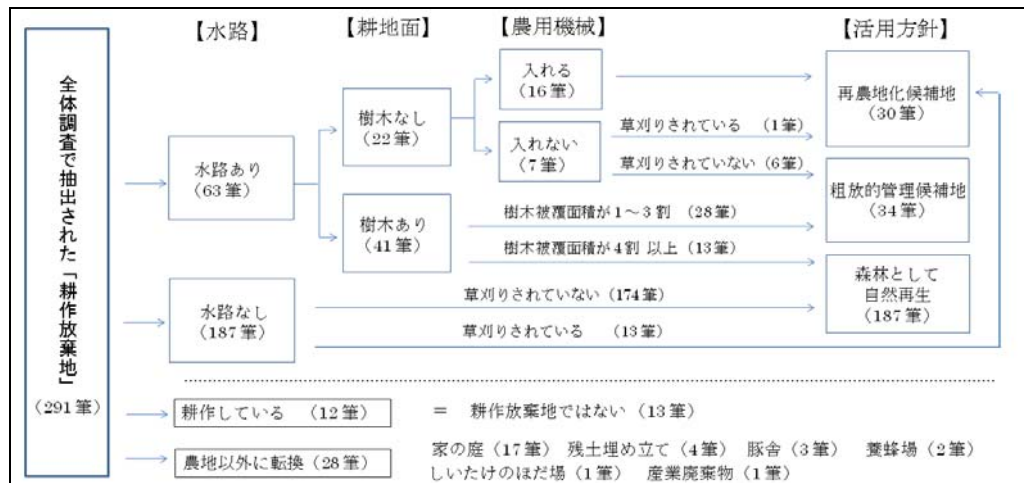 【水路】 【耕地面】 【農用機械】 【活用方針】
全体調査で抽出された「耕作放棄地」
（291筆）
水路あり
（63筆）
水路なし
（187筆）
樹木なし
（22筆）
樹木あり
（41筆）
入れる
（16筆）
入れない
（7筆）
草刈りされている （1筆）
草刈りされていない（6筆）
樹木被覆面積が1～3割 （28筆）
樹木被覆面積が4割 以上（13筆）
草刈りされていない（174筆）
草刈りされている （13筆）
再農地化候補地
（30筆）
粗放的管理候補地
（34筆）
森林として
自然再生
（187筆）
耕作している （12筆） ＝ 耕作放棄地ではない（13筆）
農地以外に転換（28筆）
家の庭（17筆） 残土埋め立て（4筆） 豚舎（3筆） 養蜂場（2筆）
しいたけのほだ場（1筆） 産業廃棄物（1筆）